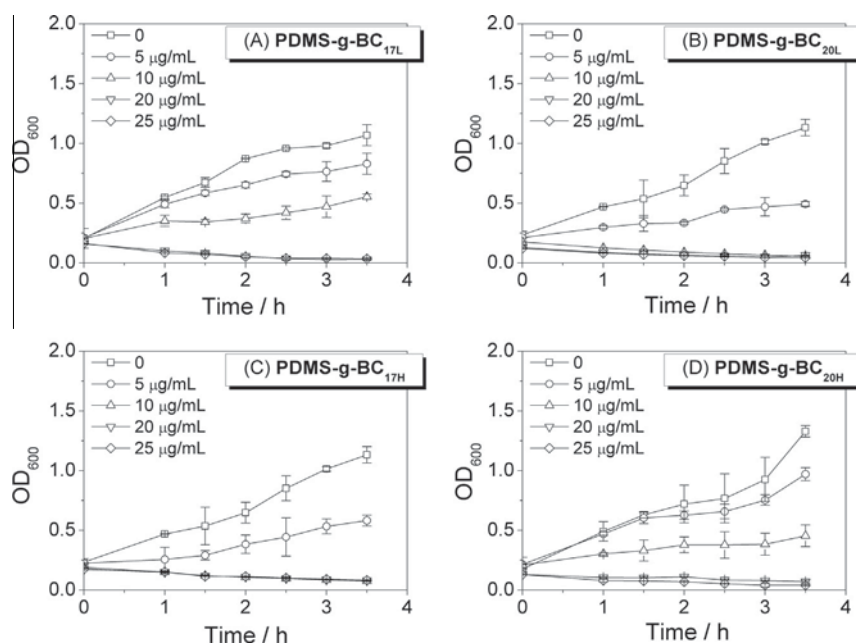 (A) PDMS-g-BC17L
0
5 µg/mL
10 µg/mL
20 µg/mL
25 µg/mL
2.0
1.5
1.0
0.5
0.0
OD600
0 1 2 3 4
Time / h
(B) PDMS-g-BC20L
0
5 µg/mL
10 µg/mL
20 µg/mL
25 µg/mL
2.0
1.5
1.0
0.5
0.0
OD600
0 1 2 3 4
Time / h
(C) PDMS-g-BC17H
0
5 µg/mL
10 µg/mL
20 µg/mL
25 µg/mL
2.0
1.5
1.0
0.5
0.0
OD600
0 1 2 3 4
Time / h
(D) PDMS-g-BC20H
0
5 µg/mL
10 µg/mL
20 µg/mL
25 µg/mL
2.0
1.5
1.0
0.5
0.0
OD600
0 1 2 3 4
Time / h